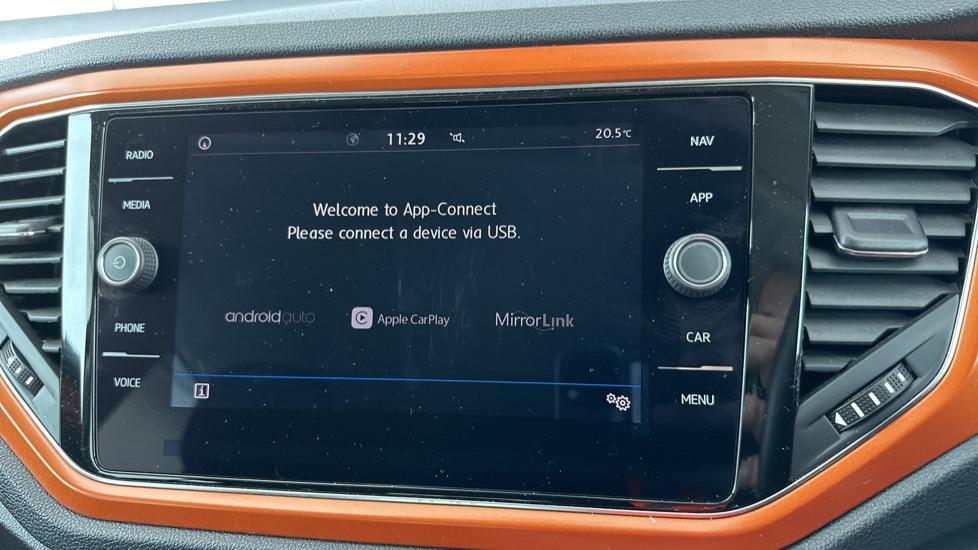 11:29
20.5°C
RADIO
MEDIA
PHONE
VOICE
Welcome to App-Connect
Please connect a device via USB.
androidauto
Apple CarPlay
MirrorLink
i
NAV
APP
CAR
MENU